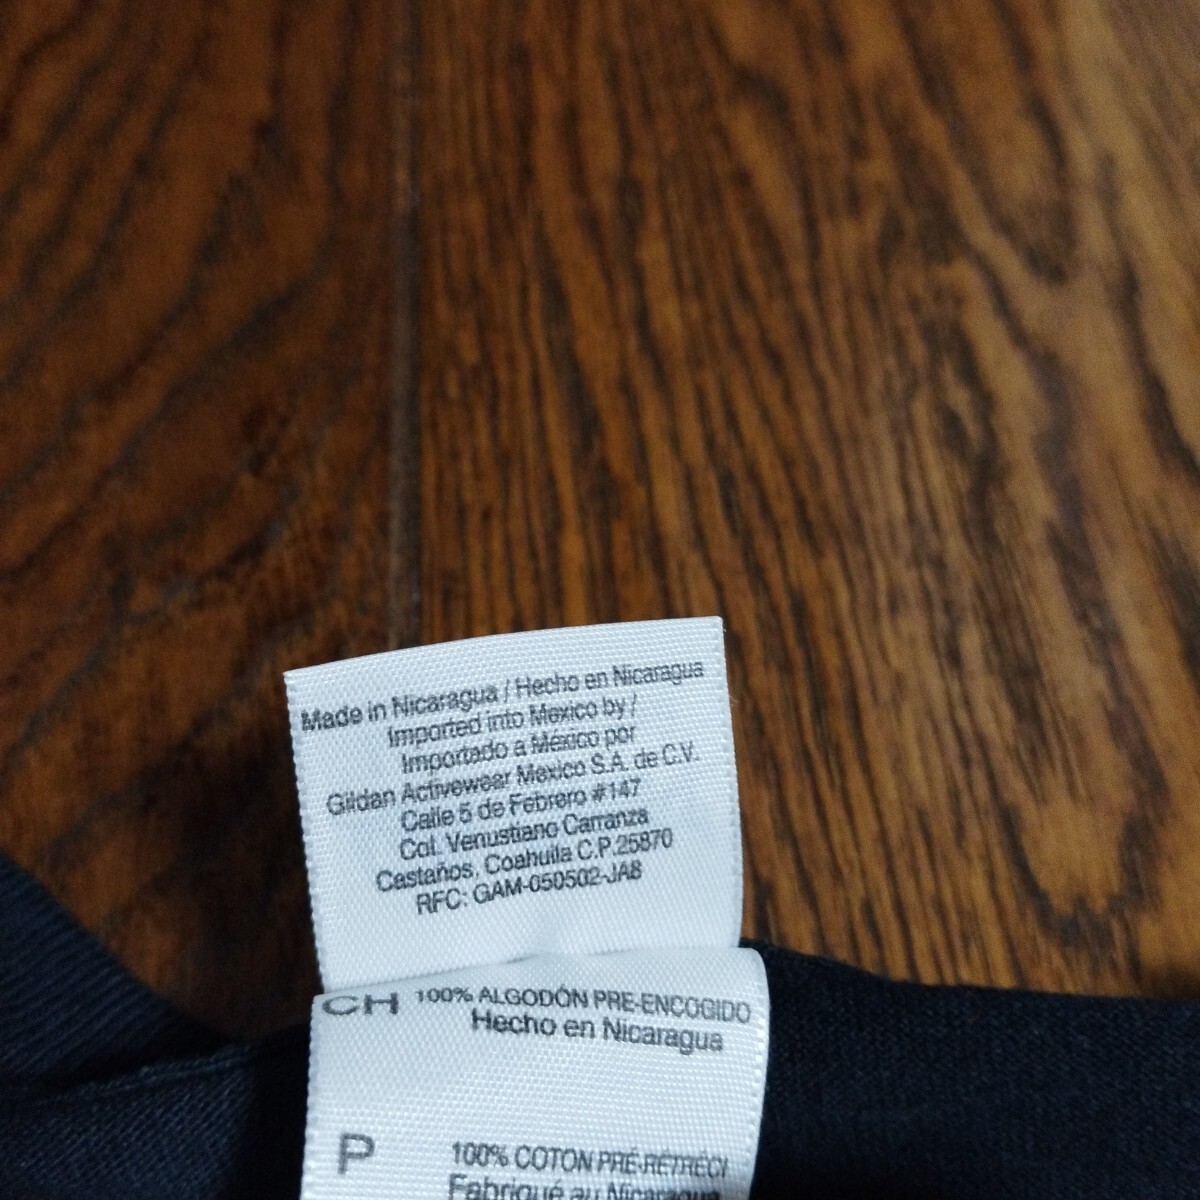 Made in Nicaragua / Hecho en Nicaragua
Imported into Mexico by /
Importado a México por
Gildan Activewear Mexico S.A. de C.V.
Calle 5 de Febrero #147
Col. Venustiano Carranza
Castaños, Coahuila C.P.25870
RFC: GAM-050502-JA8
CH 100% ALGODÓN PRE-ENCOGIDO
Hecho en Nicaragua
P 100% COTON PRÉ-RÉTRÉCI
Fabriqué au Nicaragua